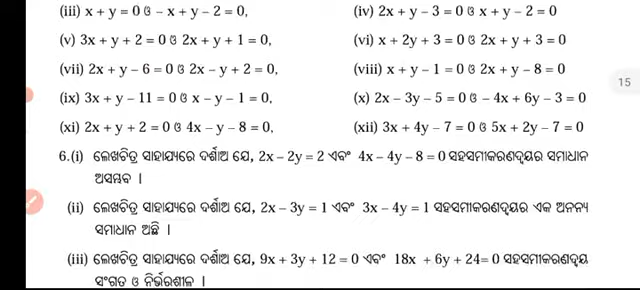 (iii) x + y = 0 ଓ – x + y – 2 = 0, (iv) 2x + y – 3 = 0 ଓ x + y – 2 = 0
(v) 3x + y + 2 = 0 ଓ 2x + y + 1 = 0, (vi) x + 2y + 3 = 0 ଓ 2x + y + 3 = 0
(vii) 2x + y – 6 = 0 ଓ 2x – y + 2 = 0, (viii) x + y – 1 = 0 ଓ 2x + y – 8 = 0
15
(ix) 3x + y – 11 = 0 ଓ x – y – 1 = 0, (x) 2x – 3y – 5 = 0 ଓ – 4x + 6y – 3 = 0
(xi) 2x + y + 2 = 0 ଓ 4x – y – 8 = 0, (xii) 3x + 4y – 7 = 0 ଓ 5x + 2y – 7 = 0
6.(i) ଲେଖଚିତ୍ର ସାହାଯ୍ୟରେ ଦର୍ଶାଅ ଯେ, 2x – 2y = 2 ଏବଂ 4x – 4y – 8 = 0 ସହସମୀକରଣଦ୍ୱୟର ସମାଧାନ
ଅସମ୍ଭବ ।
(ii) ଲେଖଚିତ୍ର ସାହାଯ୍ୟରେ ଦର୍ଶାଅ ଯେ, 2x – 3y = 1 ଏବଂ 3x – 4y = 1 ସହସମୀକରଣଦ୍ୱୟର ଏକ ଅନନ୍ୟ
ସମାଧାନ ଅଛି ।
(iii) ଲେଖଚିତ୍ର ସାହାଯ୍ୟରେ ଦର୍ଶାଅ ଯେ, 9x + 3y + 12 = 0 ଏବଂ 18x + 6y + 24= 0 ସହସମୀକରଣଦ୍ୱୟ
ସଂଗତ ଓ ନିର୍ଭରଶୀଳ ।